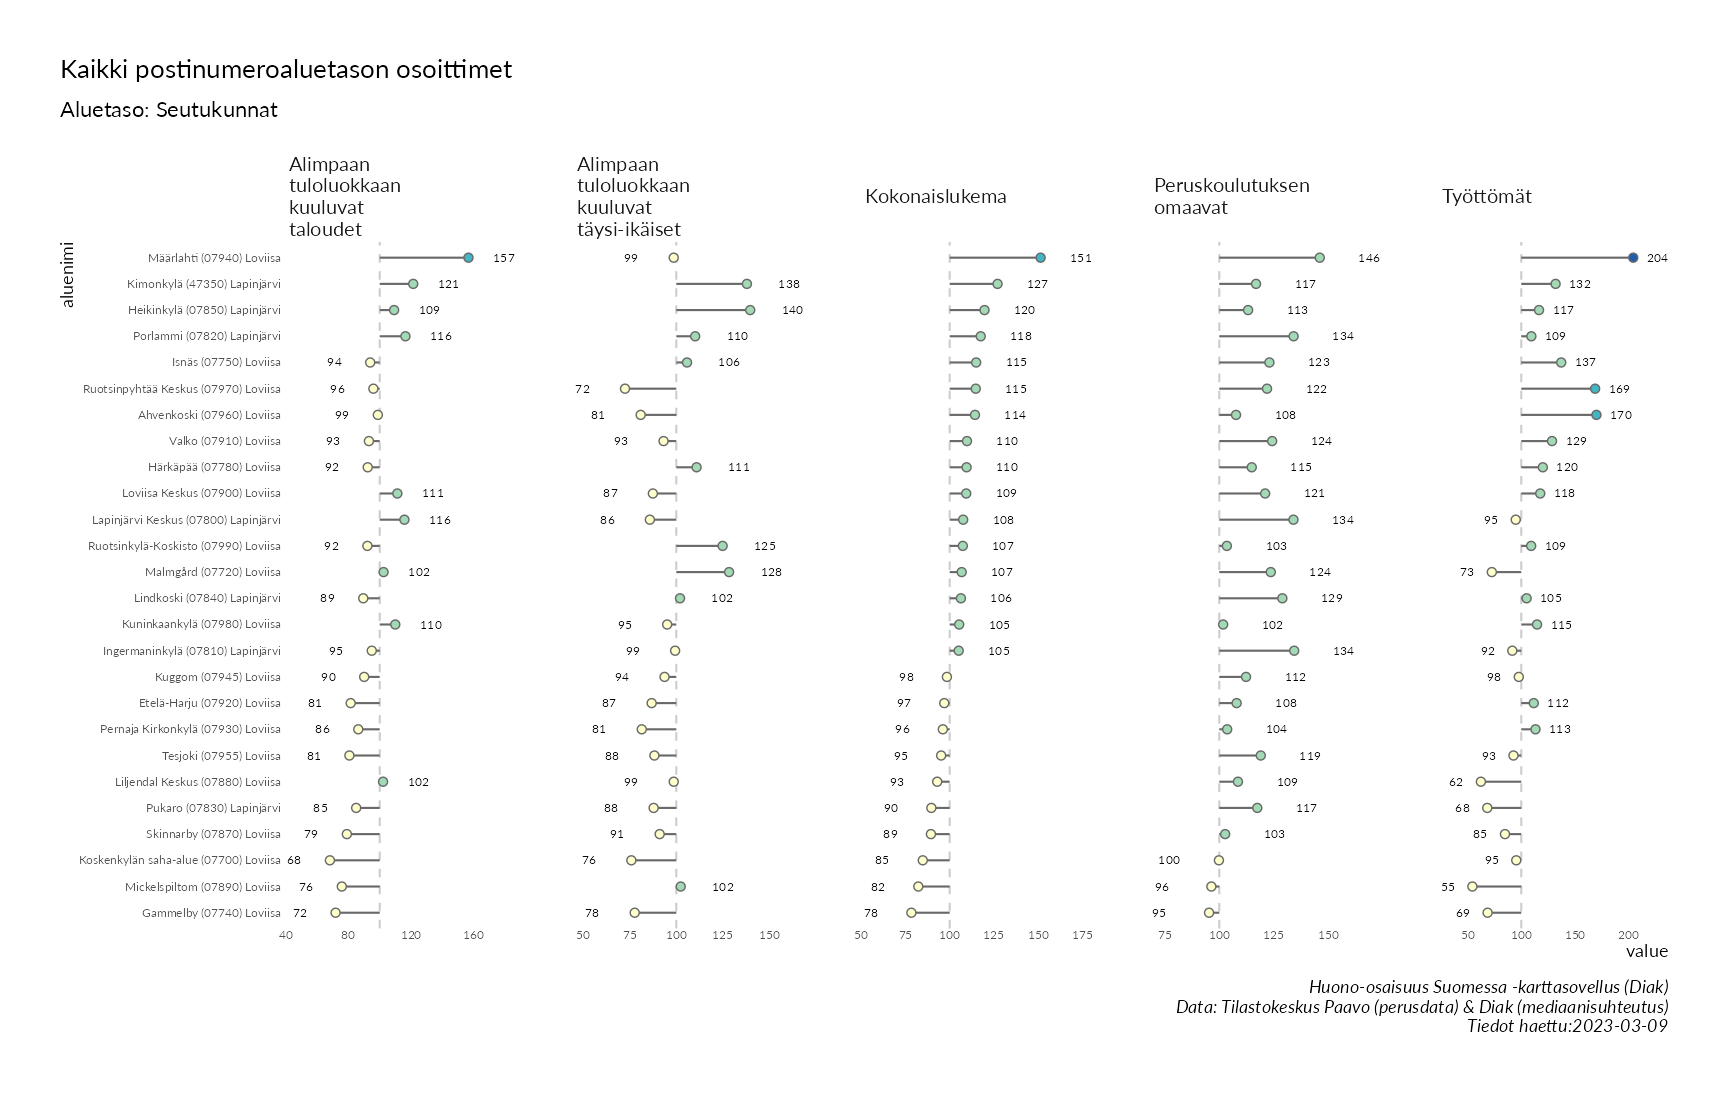 Kaikki postinumeroaluetason osoittimet
Aluetaso: Seutukunnat
Alimpaan
tuloluokkaan
kuuluvat
taloudet
Alimpaan
tuloluokkaan
kuuluvat
täysi-ikäiset
Kokonaislukema
Peruskoulutuksen
omaavat
Työttömät
aluenimi
Määrlahti (07940) Loviisa 157 99 151 146 204
Kimonkylä (47350) Lapinjärvi 121 138 127 117 132
Heikinkylä (07850) Lapinjärvi 109 140 120 113 117
Porlammi (07820) Lapinjärvi 116 110 118 134 109
Isnäs (07750) Loviisa 94 106 115 123 137
Ruotsinpyhtää Keskus (07970) Loviisa 96 72 115 122 169
Ahvenkoski (07960) Loviisa 99 81 114 108 170
Valko (07910) Loviisa 93 93 110 124 129
Härkäpää (07780) Loviisa 92 111 110 115 120
Loviisa Keskus (07900) Loviisa 111 87 109 121 118
Lapinjärvi Keskus (07800) Lapinjärvi 116 86 108 134 95
Ruotsinkylä-Koskisto (07990) Loviisa 92 125 107 103 109
Malmgård (07720) Loviisa 102 128 107 124 73
Lindkoski (07840) Lapinjärvi 89 102 106 129 105
Kuninkaankylä (07980) Loviisa 110 95 105 102 115
Ingermaninkylä (07810) Lapinjärvi 95 99 105 134 92
Kuggom (07945) Loviisa 90 94 98 112 98
Etelä-Harju (07920) Loviisa 81 87 97 108 112
Pernaja Kirkonkylä (07930) Loviisa 86 81 96 104 113
Tesjoki (07955) Loviisa 81 88 95 119 93
Liljendal Keskus (07880) Loviisa 102 99 93 109 62
Pukaro (07830) Lapinjärvi 85 88 90 117 68
Skinnarby (07870) Loviisa 79 91 89 103 85
Koskenkylän saha-alue (07700) Loviisa 68 76 85 100 95
Mickelspiltom (07890) Loviisa 76 102 82 96 55
Gammelby (07740) Loviisa 72 78 78 95 69
40 80 120 160 50 75 100 125 150 50 75 100 125 150 175 75 100 125 150 50 100 150 200
value
Huono-osaisuus Suomessa -karttasovellus (Diak)
Data: Tilastokeskus Paavo (perusdata) & Diak (mediaanisuhteutus)
Tiedot haettu:2023-03-09